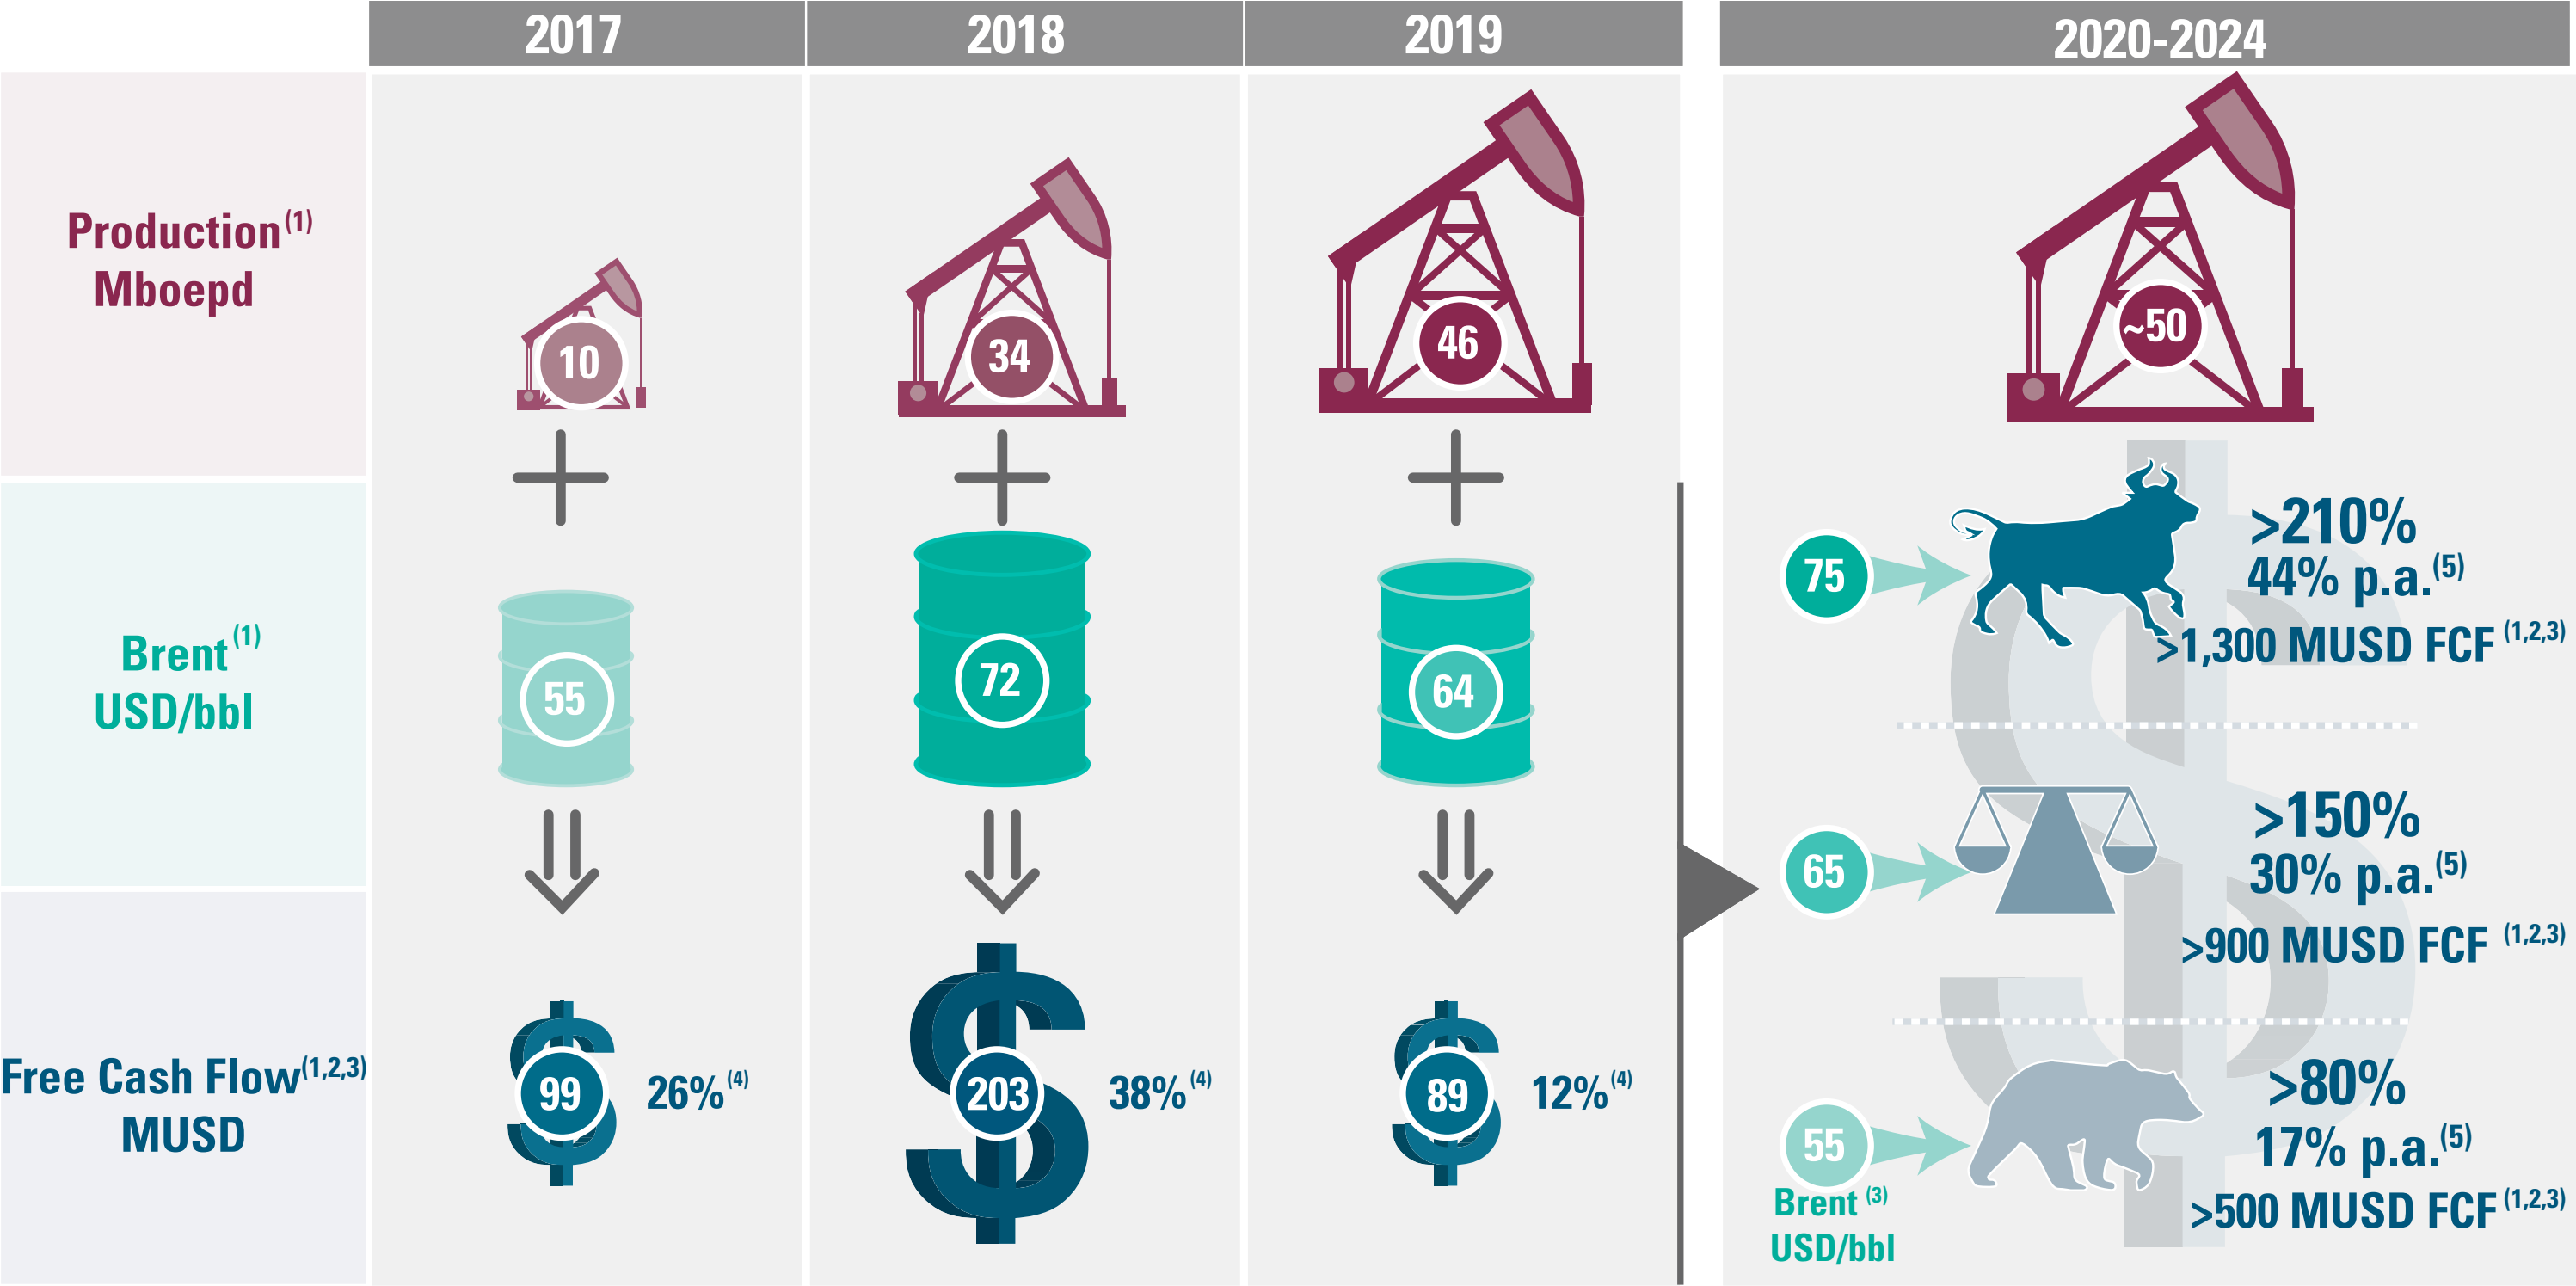 2017
2018
2019
2020-2024
Production(1)
Mboepd
10
34
46
~50
Brent(1)
USD/bbl
55
72
64
Free Cash Flow(1,2,3)
MUSD
99
26%(4)
203
38%(4)
89
12%(4)
75
>210%
44% p.a.(5)
>1,300 MUSD FCF (1,2,3)
65
>150%
30% p.a.(5)
>900 MUSD FCF (1,2,3)
55
Brent (3)
USD/bbl
>80%
17% p.a.(5)
>500 MUSD FCF (1,2,3)